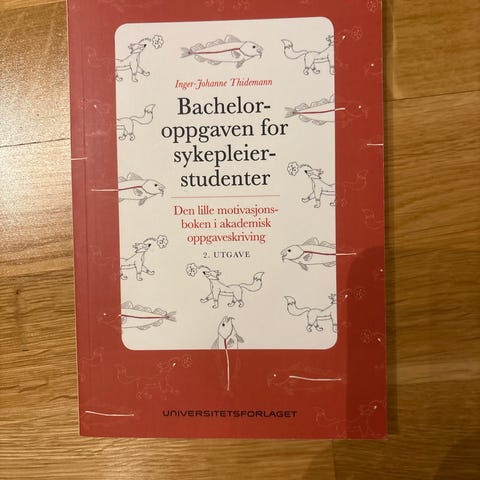 Inger-Johanne Thidemann
Bachelor-
oppgaven for
sykepleier-
studenter
Den lille motivasjons-
boken i akademisk
oppgaveskriving
2. UTGAVE
UNIVERSITETSFORLAGET